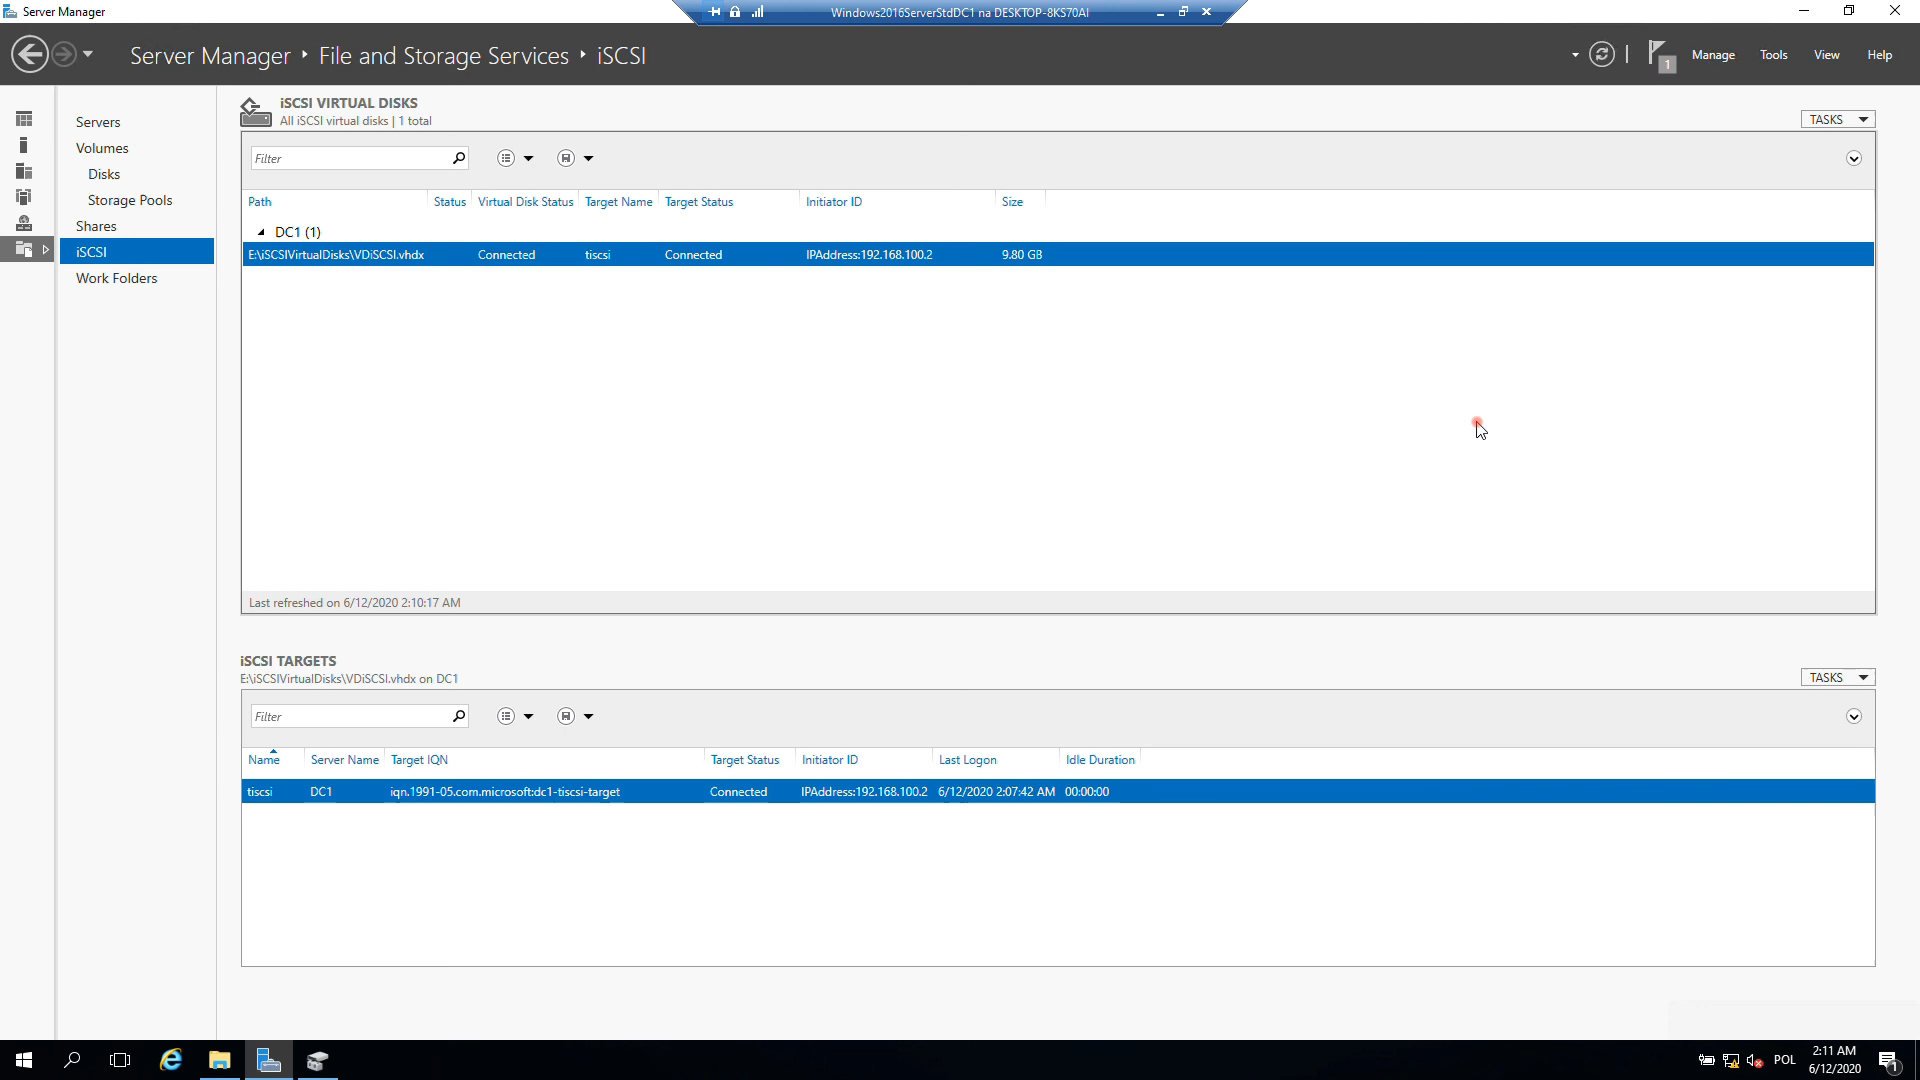 Server Manager
Windows2016ServerStdDC1 na DESKTOP-8KS70AI
Server Manager ‣ File and Storage Services ‣ iSCSI
1
Manage
Tools
View
Help
Servers
Volumes
Disks
Storage Pools
Shares
iSCSI
Work Folders
iSCSI VIRTUAL DISKS
All iSCSI virtual disks | 1 total
TASKS
Filter
Path Status Virtual Disk Status Target Name Target Status Initiator ID Size
DC1 (1)
E:\iSCSIVirtualDisks\VDiSCSI.vhdx Connected tiscsi Connected IPAddress:192.168.100.2 9.80 GB
Last refreshed on 6/12/2020 2:10:17 AM
iSCSI TARGETS
E:\iSCSIVirtualDisks\VDiSCSI.vhdx on DC1
TASKS
Filter
Name Server Name Target IQN Target Status Initiator ID Last Logon Idle Duration
tiscsi DC1 iqn.1991-05.com.microsoft:dc1-tiscsi-target Connected IPAddress:192.168.100.2 6/12/2020 2:07:42 AM 00:00:00
POL
2:11 AM
6/12/2020
1